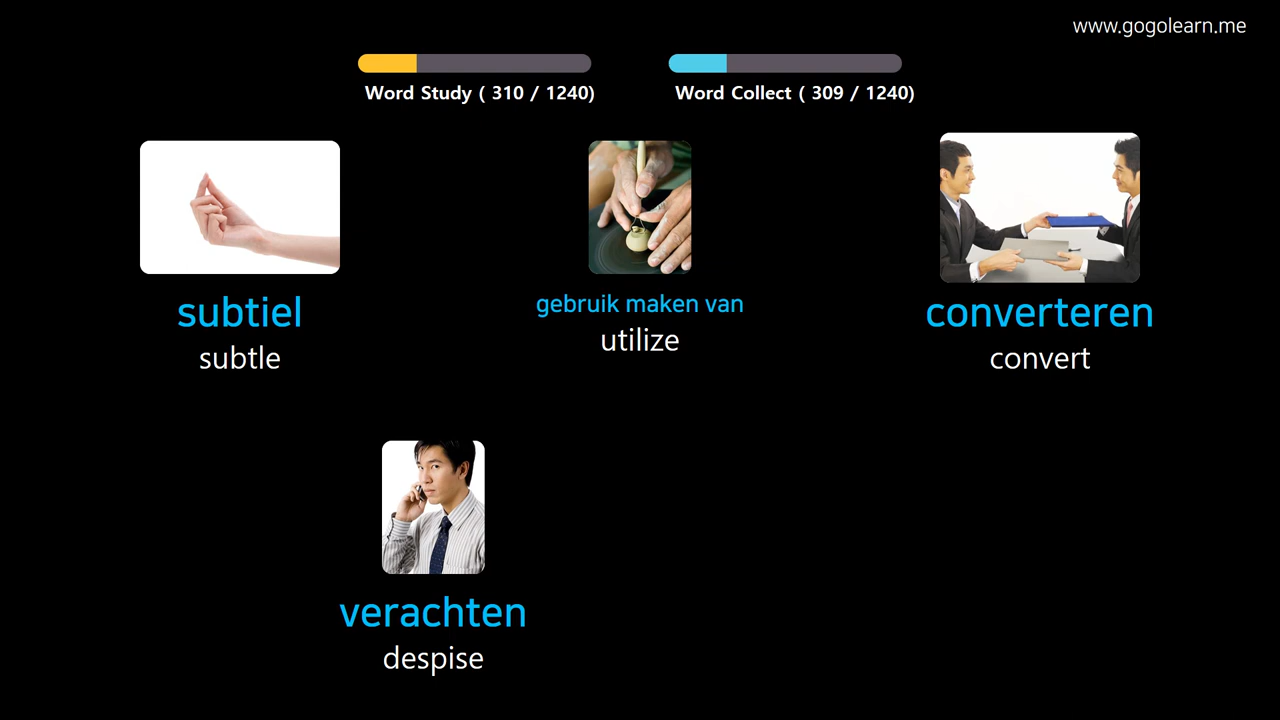 www.gogolearn.me
Word Study ( 310 / 1240)
Word Collect ( 309 / 1240)
subtiel
subtle
gebruik maken van
utilize
converteren
convert
verachten
despise